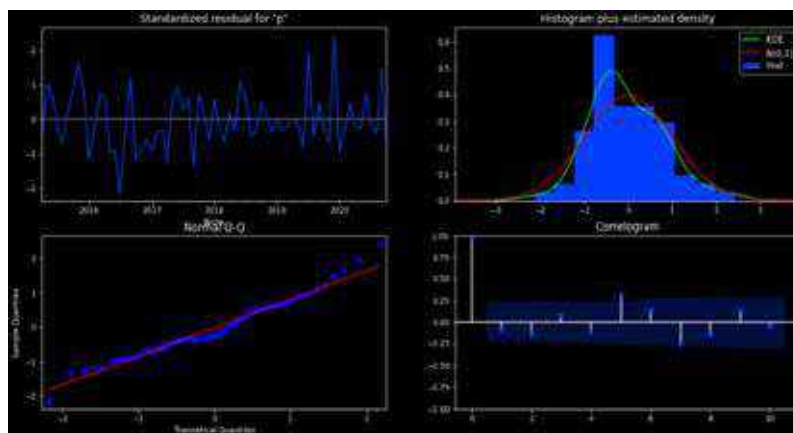 Standardized residual for "p"
2016 2017 2018 2019 2020
Histogram plus estimated density
KDE
N(0,1)
Hist
Normal Q-Q
Sample Quantiles
Theoretical Quantiles
Correlogram
1.00
0.75
0.50
0.25
0.00
−0.25
−0.50
−0.75
−1.00
0 2 4 6 8 10